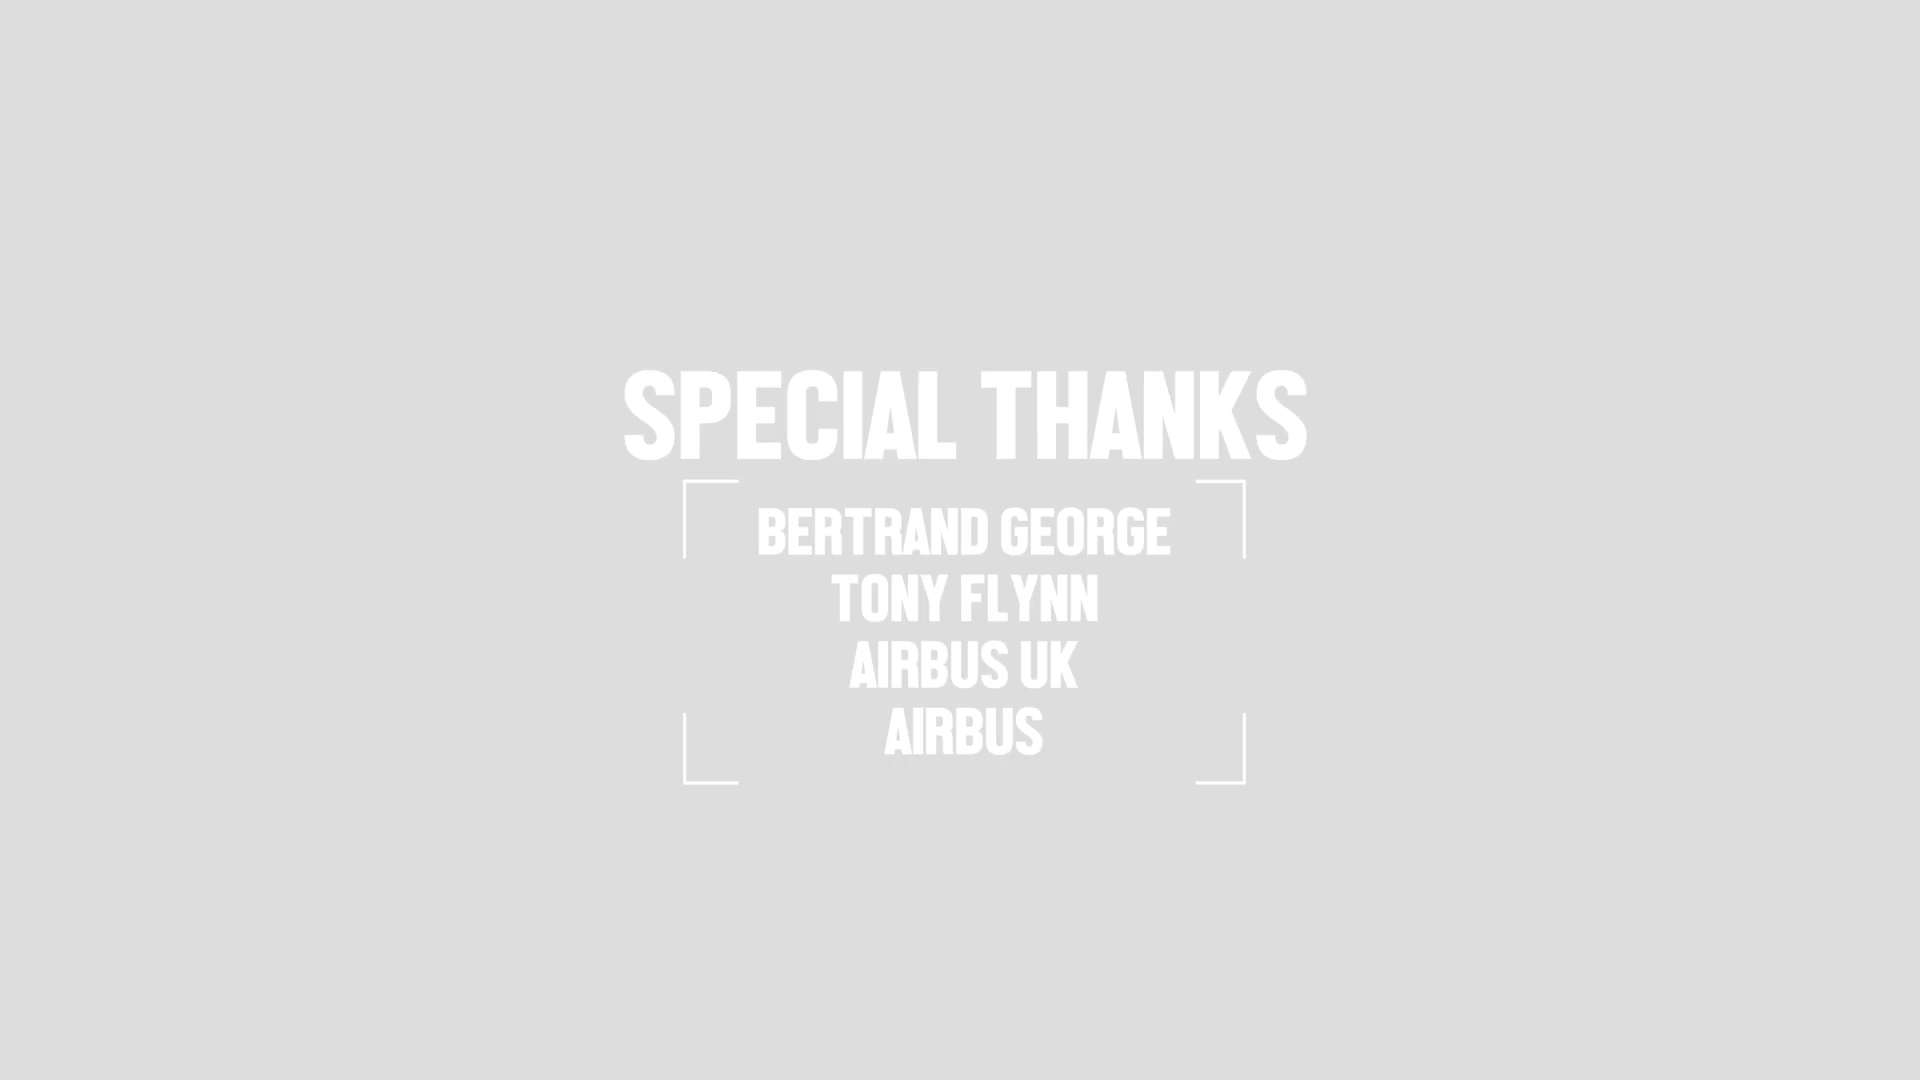 SPECIAL THANKS
BERTRAND GEORGE
TONY FLYNN
AIRBUS UK
AIRBUS